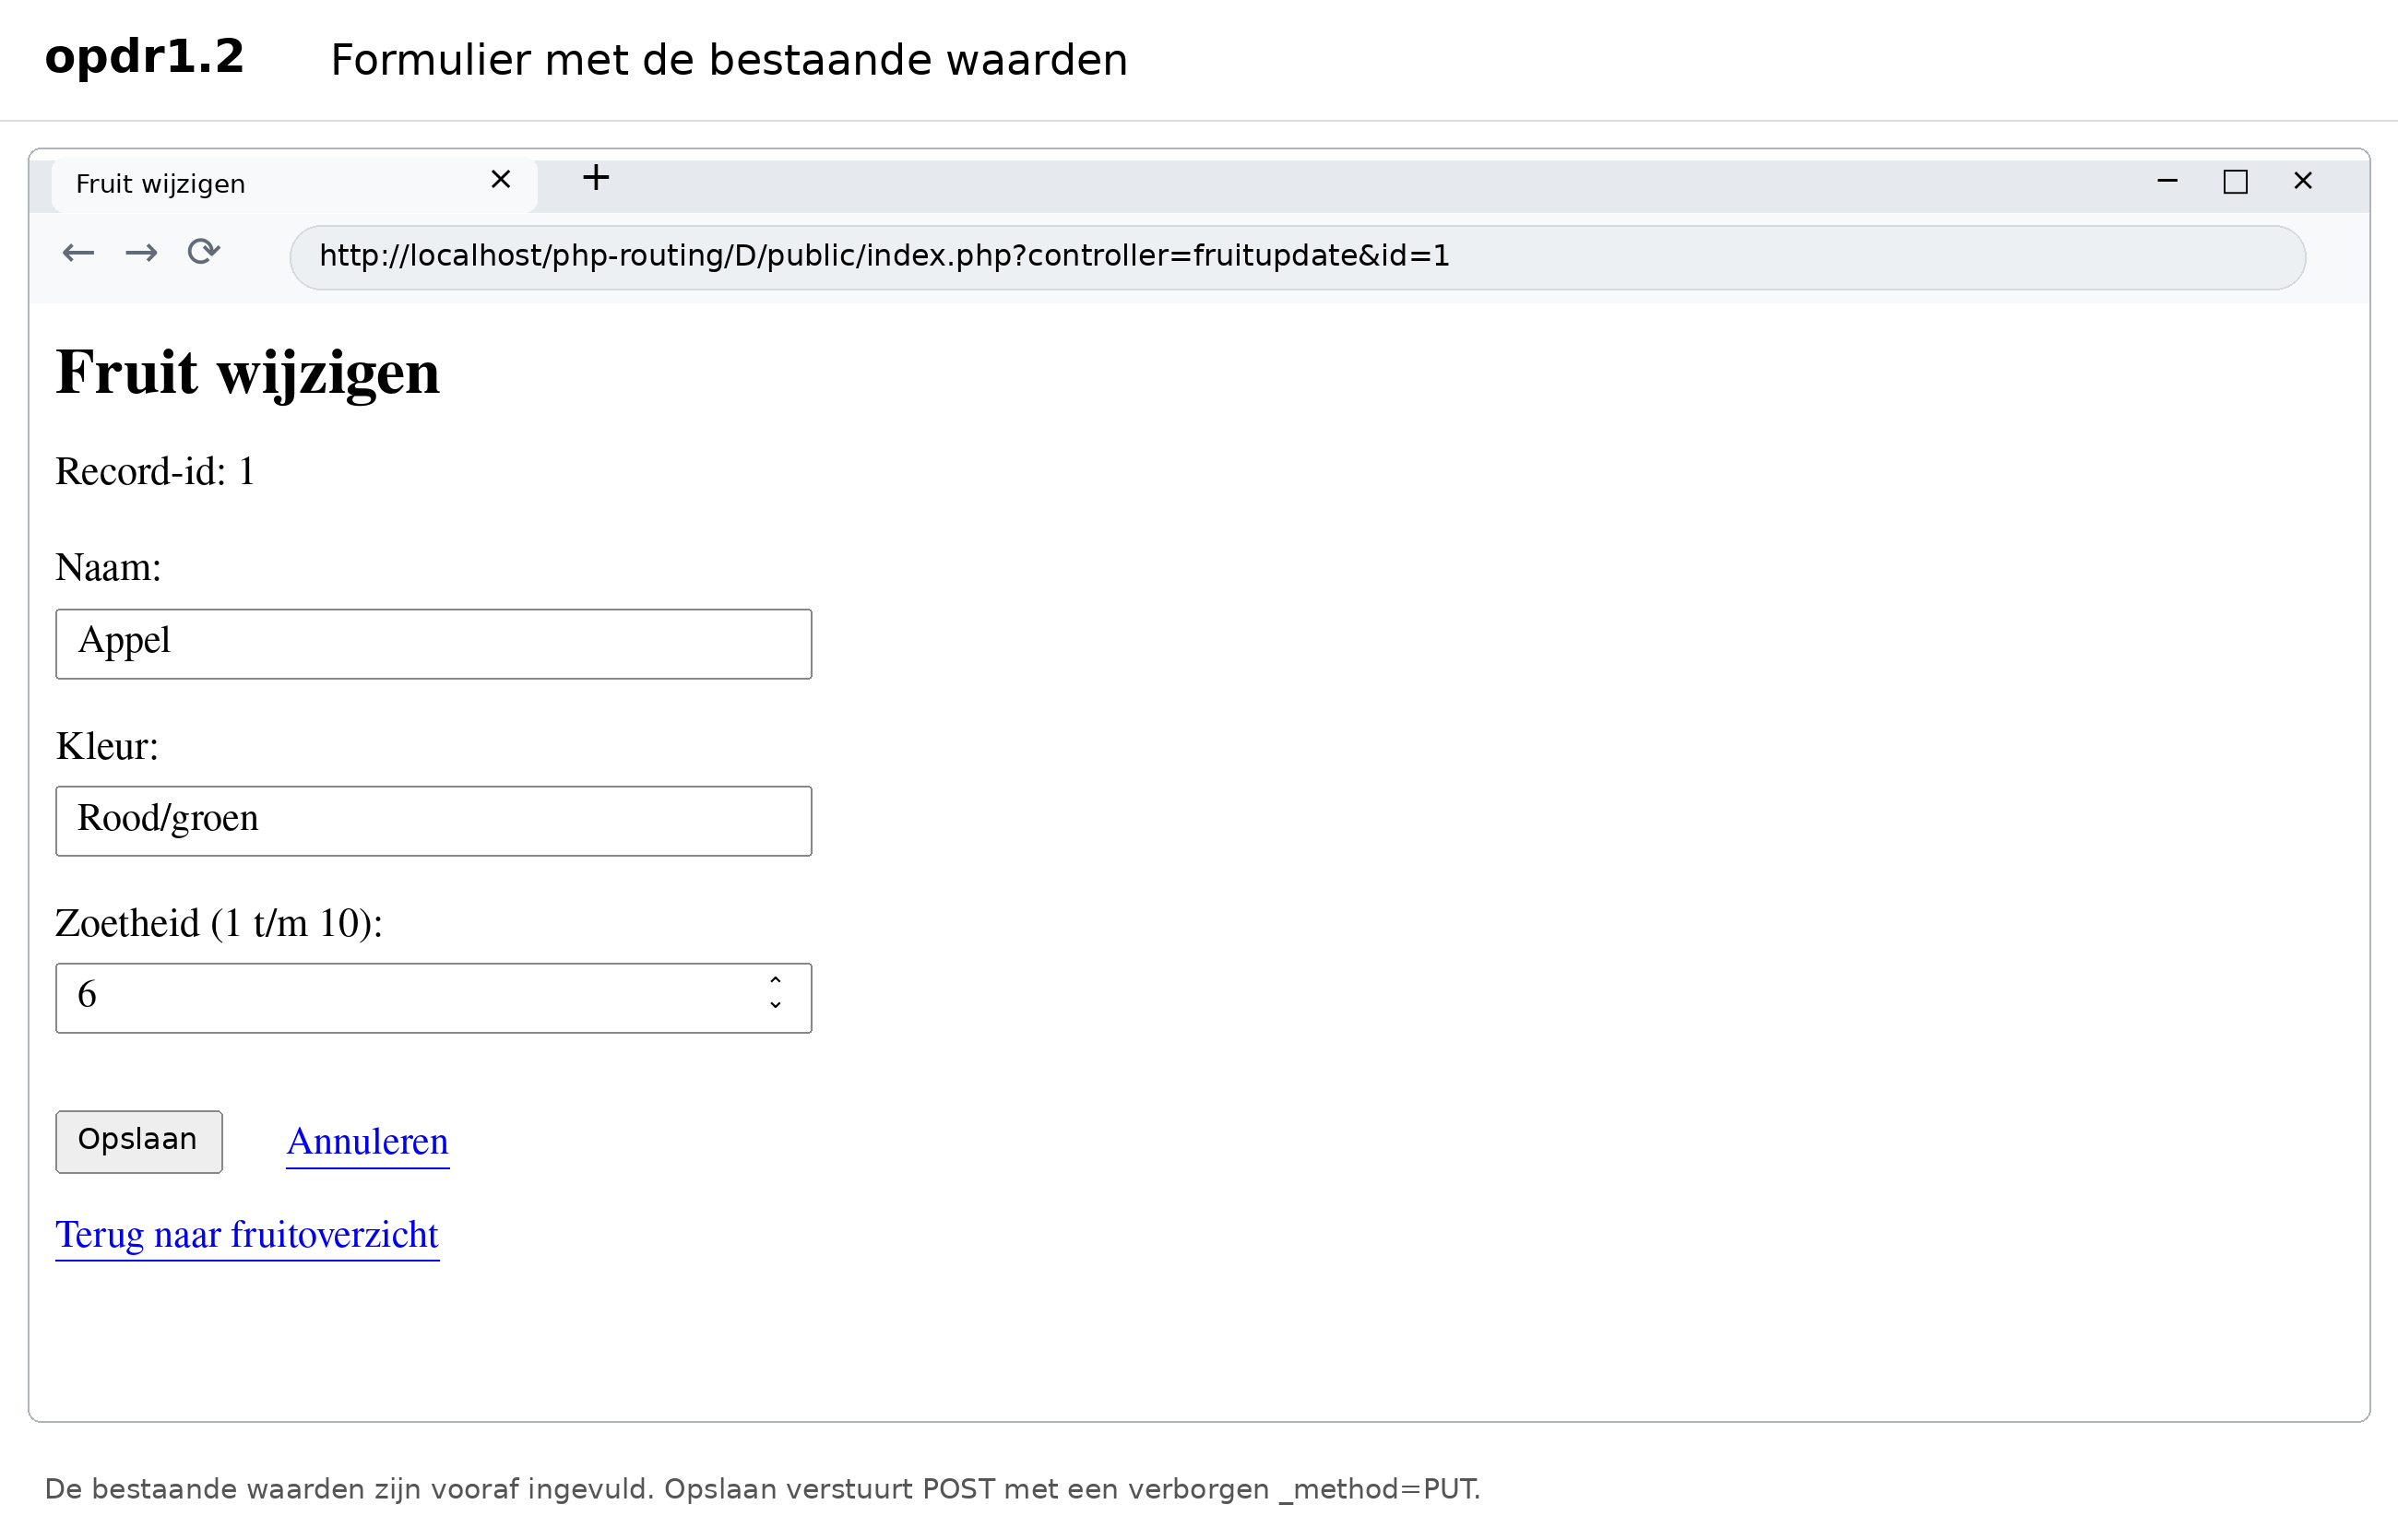 opdr1.2 Formulier met de bestaande waarden
Fruit wijzigen
http://localhost/php-routing/D/public/index.php?controller=fruitupdate&id=1
Fruit wijzigen
Record-id: 1
Naam:
Appel
Kleur:
Rood/groen
Zoetheid (1 t/m 10):
6
Opslaan Annuleren
Terug naar fruitoverzicht
De bestaande waarden zijn vooraf ingevuld. Opslaan verstuurt POST met een verborgen _method=PUT.